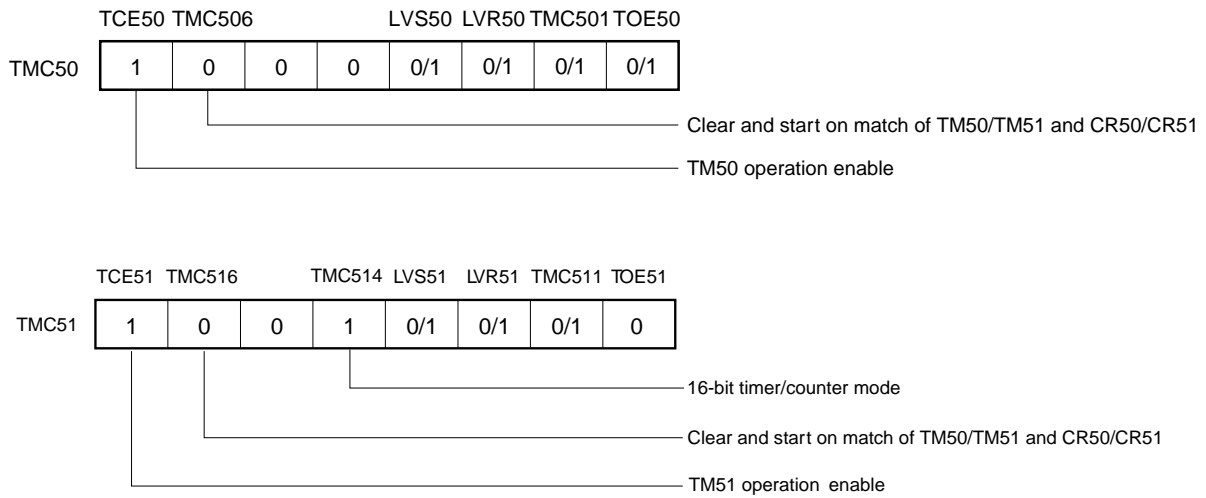 TCE50 TMC506 LVS50 LVR50 TMC501 TOE50
TMC50 1 0 0 0 0/1 0/1 0/1 0/1
Clear and start on match of TM50/TM51 and CR50/CR51
TM50 operation enable
TCE51 TMC516 TMC514 LVS51 LVR51 TMC511 TOE51
TMC51 1 0 0 1 0/1 0/1 0/1 0
16-bit timer/counter mode
Clear and start on match of TM50/TM51 and CR50/CR51
TM51 operation enable